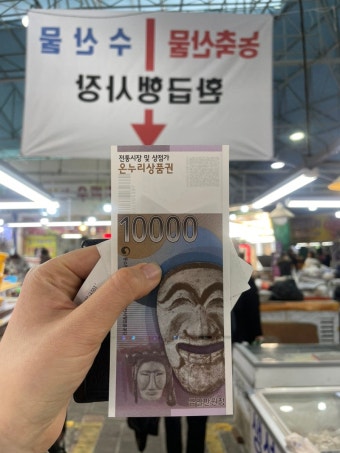 농축산물 | 수산물
환급행사장
전통시장 및 상점가
온누리상품권
10000